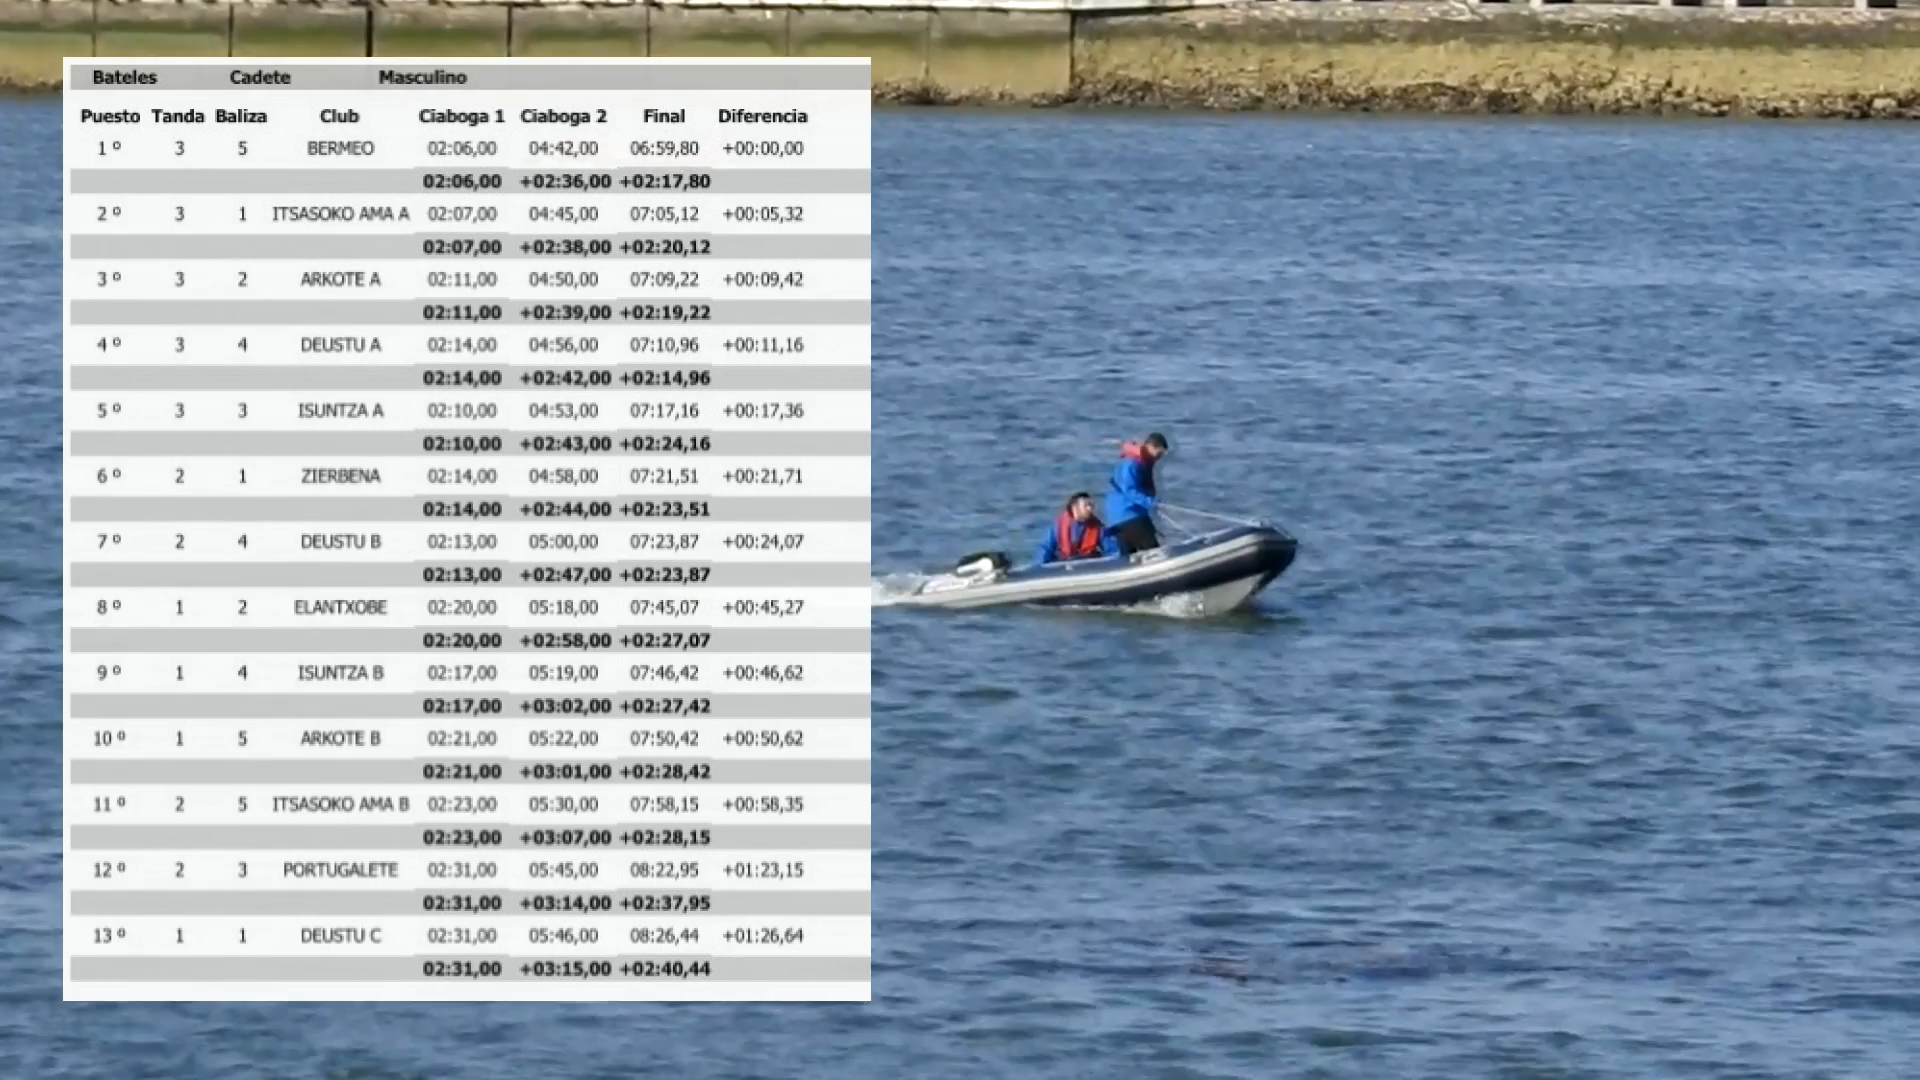 Bateles Cadete Masculino
Puesto Tanda Baliza Club Ciaboga 1 Ciaboga 2 Final Diferencia
1 º 3 5 BERMEO 02:06,00 04:42,00 06:59,80 +00:00,00
02:06,00 +02:36,00 +02:17,80
2 º 3 1 ITSASOKO AMA A 02:07,00 04:45,00 07:05,12 +00:05,32
02:07,00 +02:38,00 +02:20,12
3 º 3 2 ARKOTE A 02:11,00 04:50,00 07:09,22 +00:09,42
02:11,00 +02:39,00 +02:19,22
4 º 3 4 DEUSTU A 02:14,00 04:56,00 07:10,96 +00:11,16
02:14,00 +02:42,00 +02:14,96
5 º 3 3 ISUNTZA A 02:10,00 04:53,00 07:17,16 +00:17,36
02:10,00 +02:43,00 +02:24,16
6 º 2 1 ZIERBENA 02:14,00 04:58,00 07:21,51 +00:21,71
02:14,00 +02:44,00 +02:23,51
7 º 2 4 DEUSTU B 02:13,00 05:00,00 07:23,87 +00:24,07
02:13,00 +02:47,00 +02:23,87
8 º 1 2 ELANTXOBE 02:20,00 05:18,00 07:45,07 +00:45,27
02:20,00 +02:58,00 +02:27,07
9 º 1 4 ISUNTZA B 02:17,00 05:19,00 07:46,42 +00:46,62
02:17,00 +03:02,00 +02:27,42
10 º 1 5 ARKOTE B 02:21,00 05:22,00 07:50,42 +00:50,62
02:21,00 +03:01,00 +02:28,42
11 º 2 5 ITSASOKO AMA B 02:23,00 05:30,00 07:58,15 +00:58,35
02:23,00 +03:07,00 +02:28,15
12 º 2 3 PORTUGALETE 02:31,00 05:45,00 08:22,95 +01:23,15
02:31,00 +03:14,00 +02:37,95
13 º 1 1 DEUSTU C 02:31,00 05:46,00 08:26,44 +01:26,64
02:31,00 +03:15,00 +02:40,44